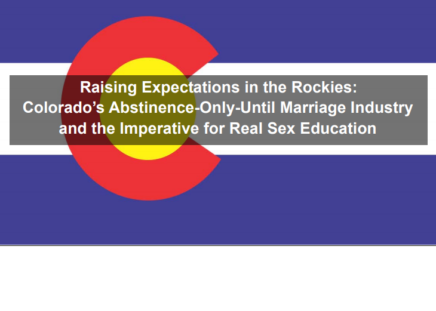 Raising Expectations in the Rockies:
Colorado's Abstinence-Only-Until Marriage Industry
and the Imperative for Real Sex Education